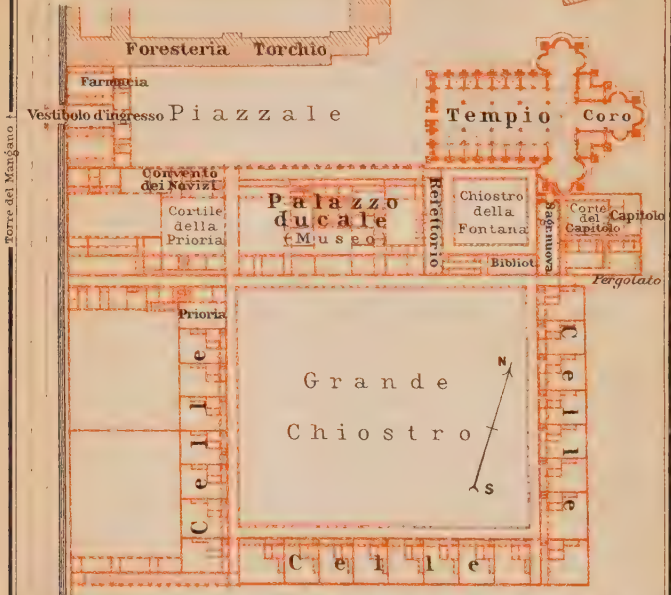 Foresteria Torchio
Farmacia
Vestibolo d'ingresso
Piazzale
Tempio
Coro
Torre del Mangano
Convento
dei Novizi
Cortile
della
Prioria
Palazzo
ducale
(Museo)
Refettorio
Chiostro
della
Fontana
Bibliot.
Sagr. nuova
Corte
del
Capitolo
Capitolo
Pergolato
Prioria
Celle
Grande
Chiostro
N
S
Celle
Celle